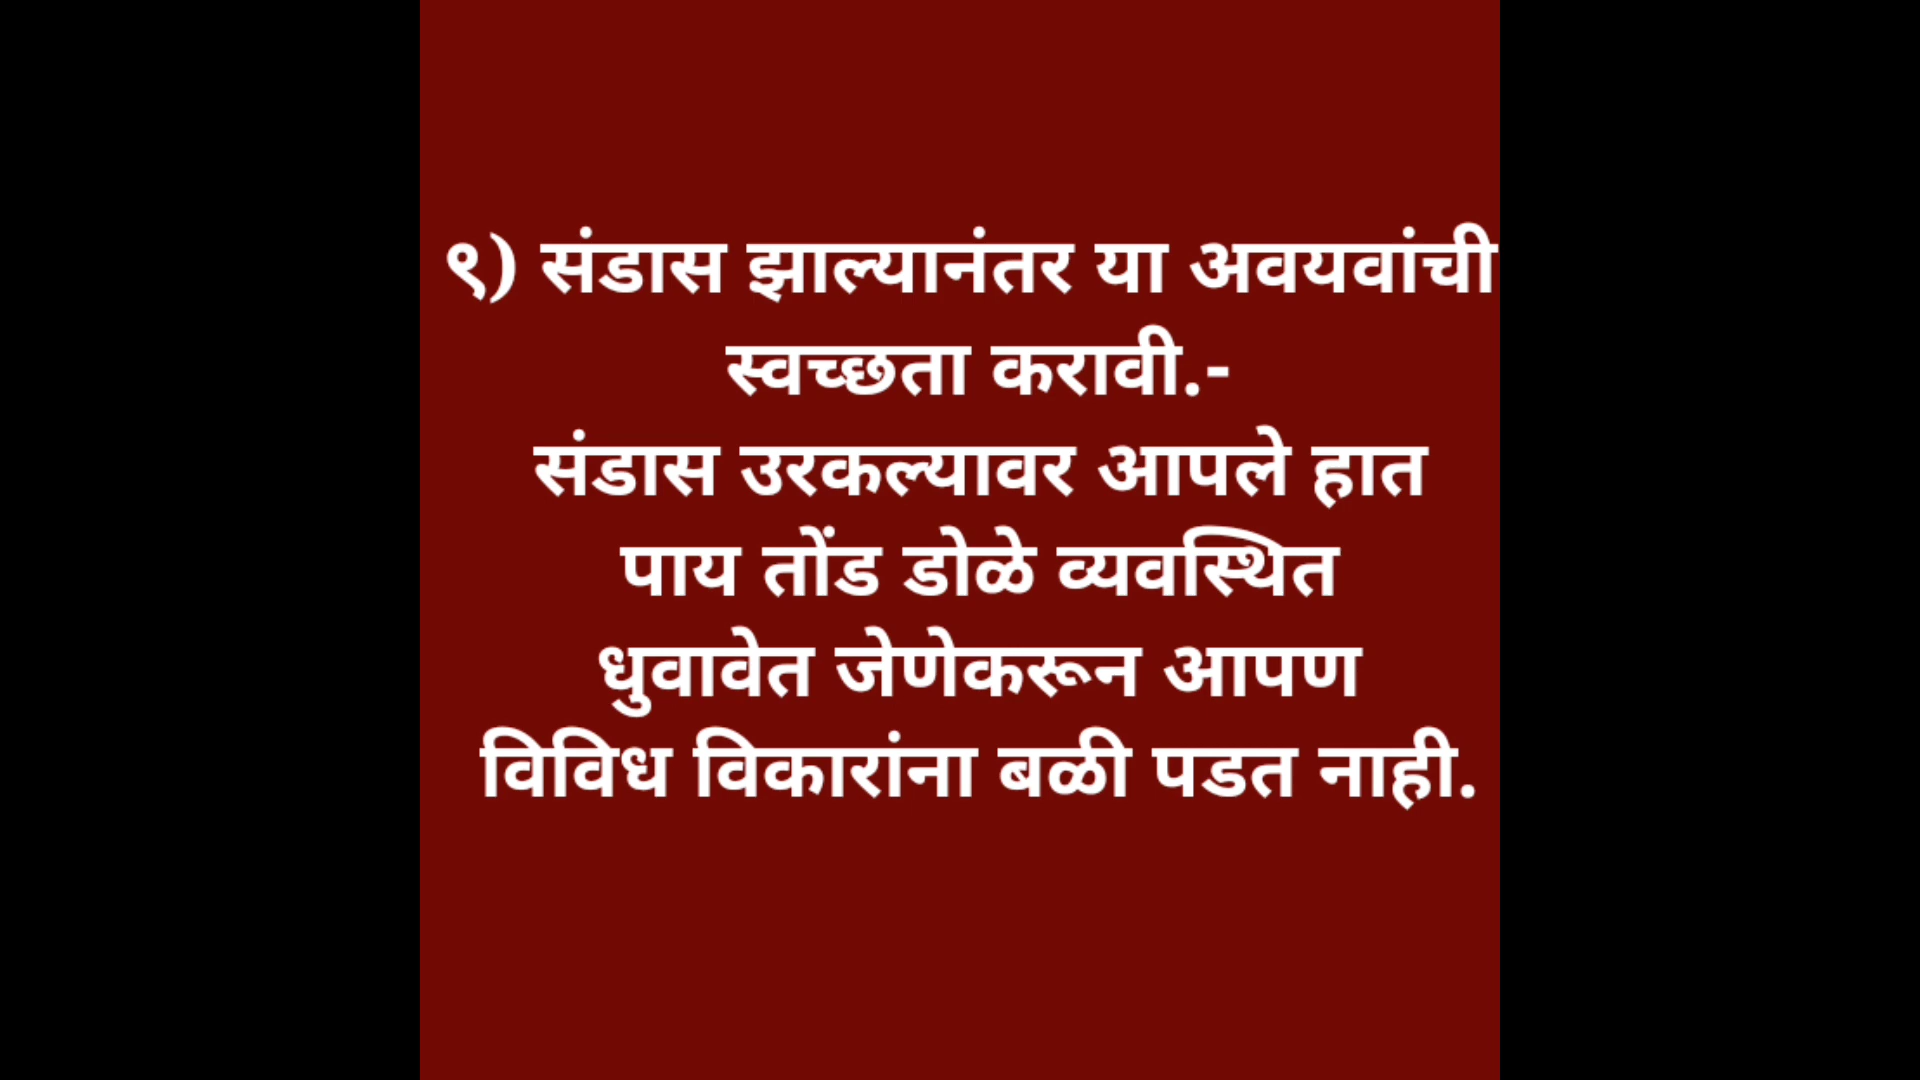 ९) संडास झाल्यानंतर या अवयवांची
स्वच्छता करावी.-
संडास उरकल्यावर आपले हात
पाय तोंड डोळे व्यवस्थित
धुवावेत जेणेकरून आपण
विविध विकारांना बळी पडत नाही.